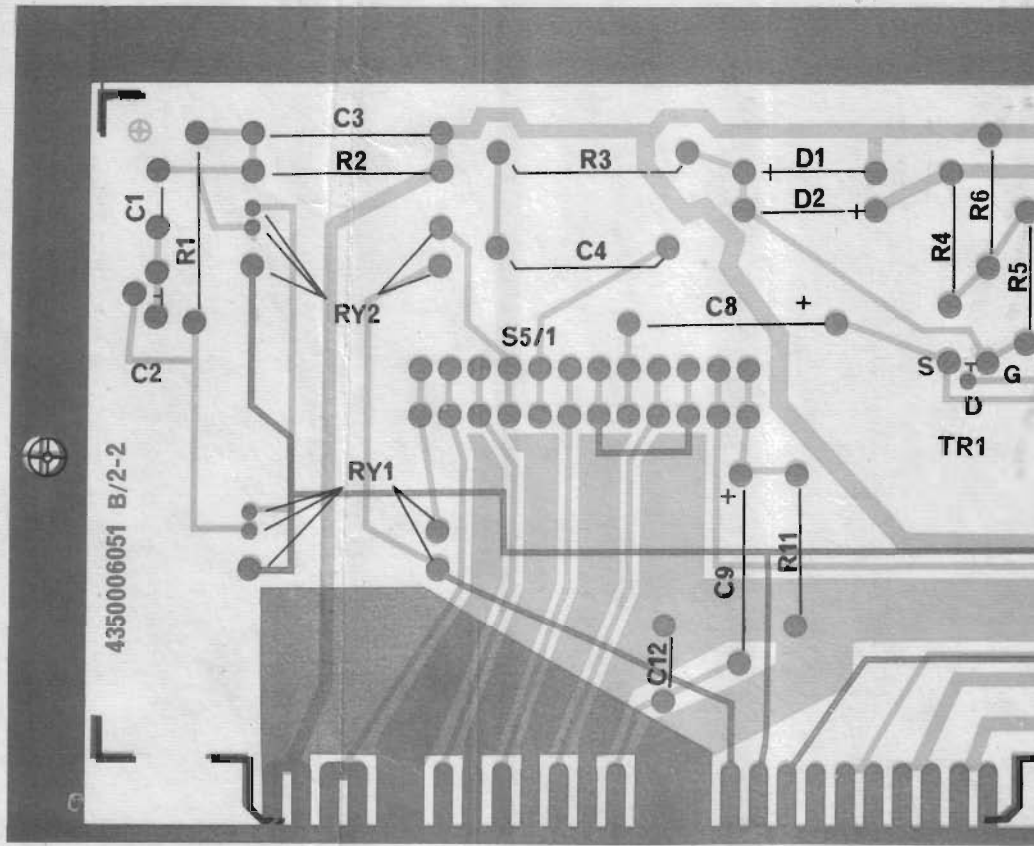 C3
R2
R3
D1
+
D2
+
C1
R1
R4
R6
R5
C4
RY2
C8
+
S5/1
C2
S
G
D
TR1
RY1
+
C9
R11
C12
4350006051 B/2-2